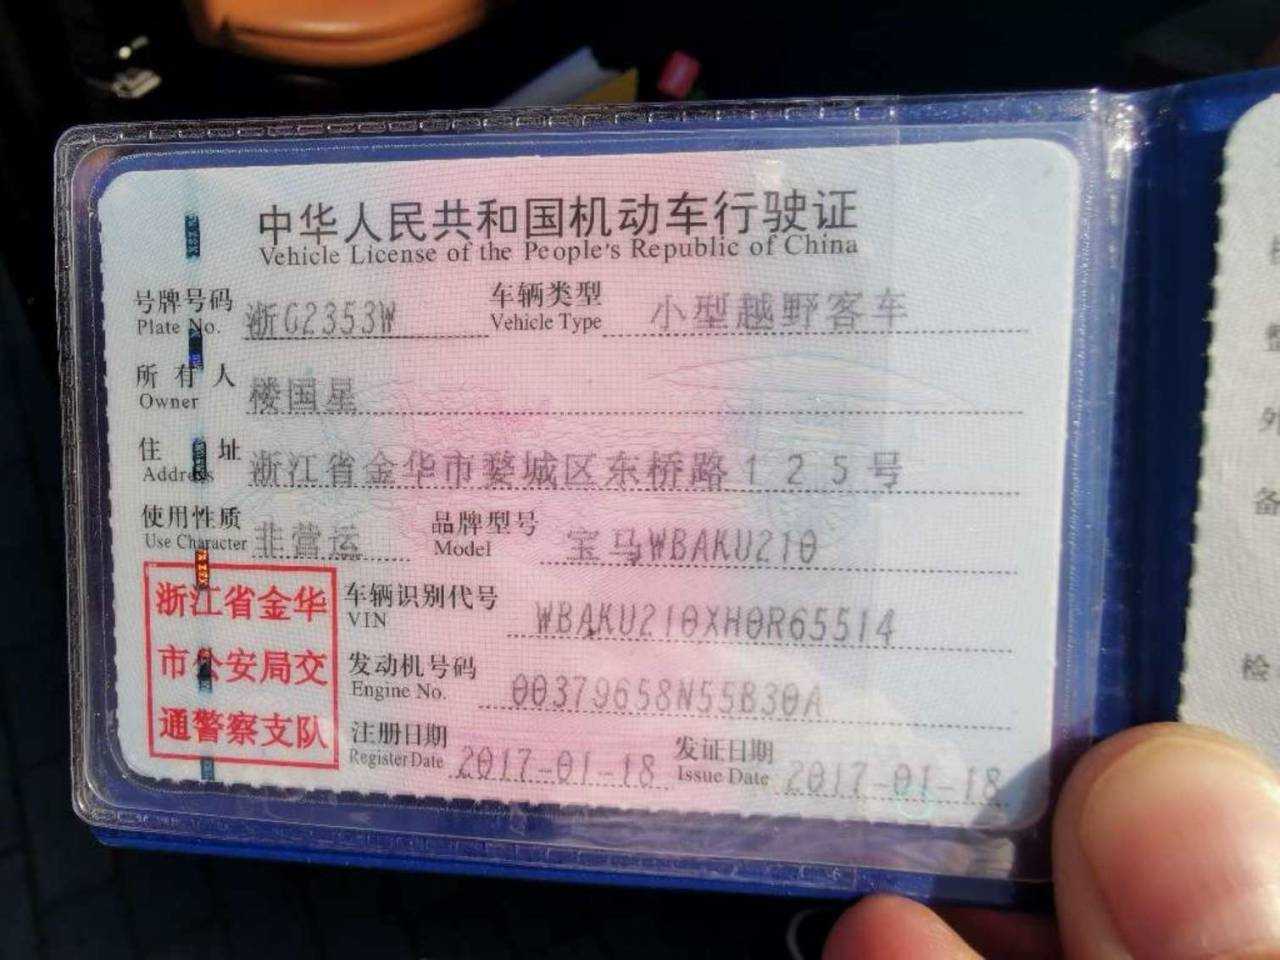 中华人民共和国机动车行驶证
Vehicle License of the People's Republic of China
号牌号码 浙G2353W 车辆类型 小型越野客车
Plate No. Vehicle Type
所有人 楼国星
Owner
住址 浙江省金华市婺城区东桥路125号
Address
使用性质 非营运 品牌型号 宝马WBAKU210
Use Character Model
浙江省金华
市公安局交
通警察支队
车辆识别代号 WBAKU210XH0R65514
VIN
发动机号码 00379658N55B30A
Engine No.
注册日期 2017-01-18 发证日期 2017-01-18
Register Date Issue Date
外
备
检